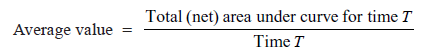 Average value = Total (net) area under curve for time T / Time T